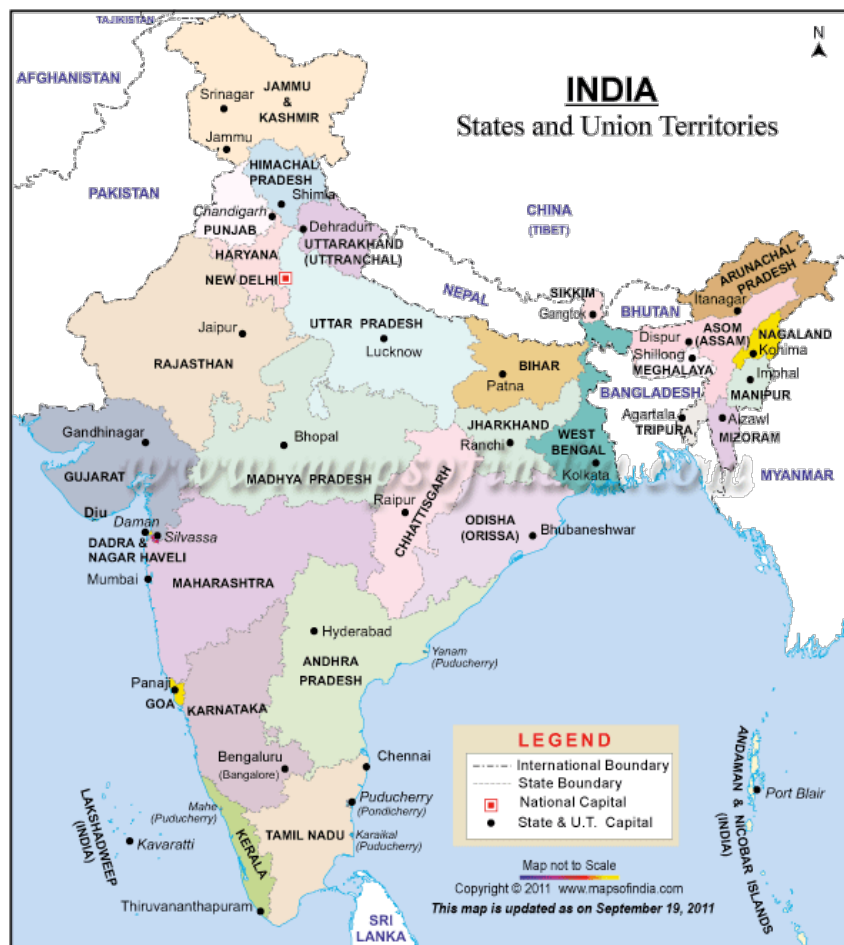 TAJIKISTAN
N
AFGHANISTAN
INDIA
States and Union Territories
JAMMU
&
KASHMIR
Srinagar
Jammu
HIMACHAL
PRADESH
Shimla
PAKISTAN
CHINA
(TIBET)
Chandigarh
PUNJAB
Dehradun
UTTARAKHAND
(UTTRANCHAL)
HARYANA
NEW DELHI
NEPAL
SIKKIM
Gangtok
BHUTAN
ARUNACHAL
PRADESH
Itanagar
Jaipur
RAJASTHAN
UTTAR PRADESH
Lucknow
BIHAR
Patna
Dispur
ASOM
(ASSAM)
NAGALAND
Kohima
Shillong
MEGHALAYA
Imphal
MANIPUR
BANGLADESH
Agartala
TRIPURA
Aizawl
MIZORAM
MYANMAR
Gandhinagar
GUJARAT
Bhopal
MADHYA PRADESH
JHARKHAND
Ranchi
WEST
BENGAL
Kolkata
www.mapsofindia.com
Diu
Daman
Silvassa
DADRA &
NAGAR HAVELI
Mumbai
MAHARASHTRA
Raipur
CHHATTISGARH
ODISHA
(ORISSA)
Bhubaneshwar
Hyderabad
ANDHRA
PRADESH
Yanam
(Puducherry)
Panaji
GOA
KARNATAKA
Bengaluru
(Bangalore)
Chennai
Mahe
(Puducherry)
Puducherry
(Pondicherry)
KERALA
TAMIL NADU
Karaikal
(Puducherry)
LAKSHADWEEP
(INDIA)
Kavaratti
Thiruvananthapuram
SRI
LANKA
ANDAMAN & NICOBAR ISLANDS
(INDIA)
Port Blair
LEGEND
International Boundary
State Boundary
National Capital
State & U.T. Capital
Map not to Scale
Copyright © 2011 www.mapsofindia.com
This map is updated as on September 19, 2011